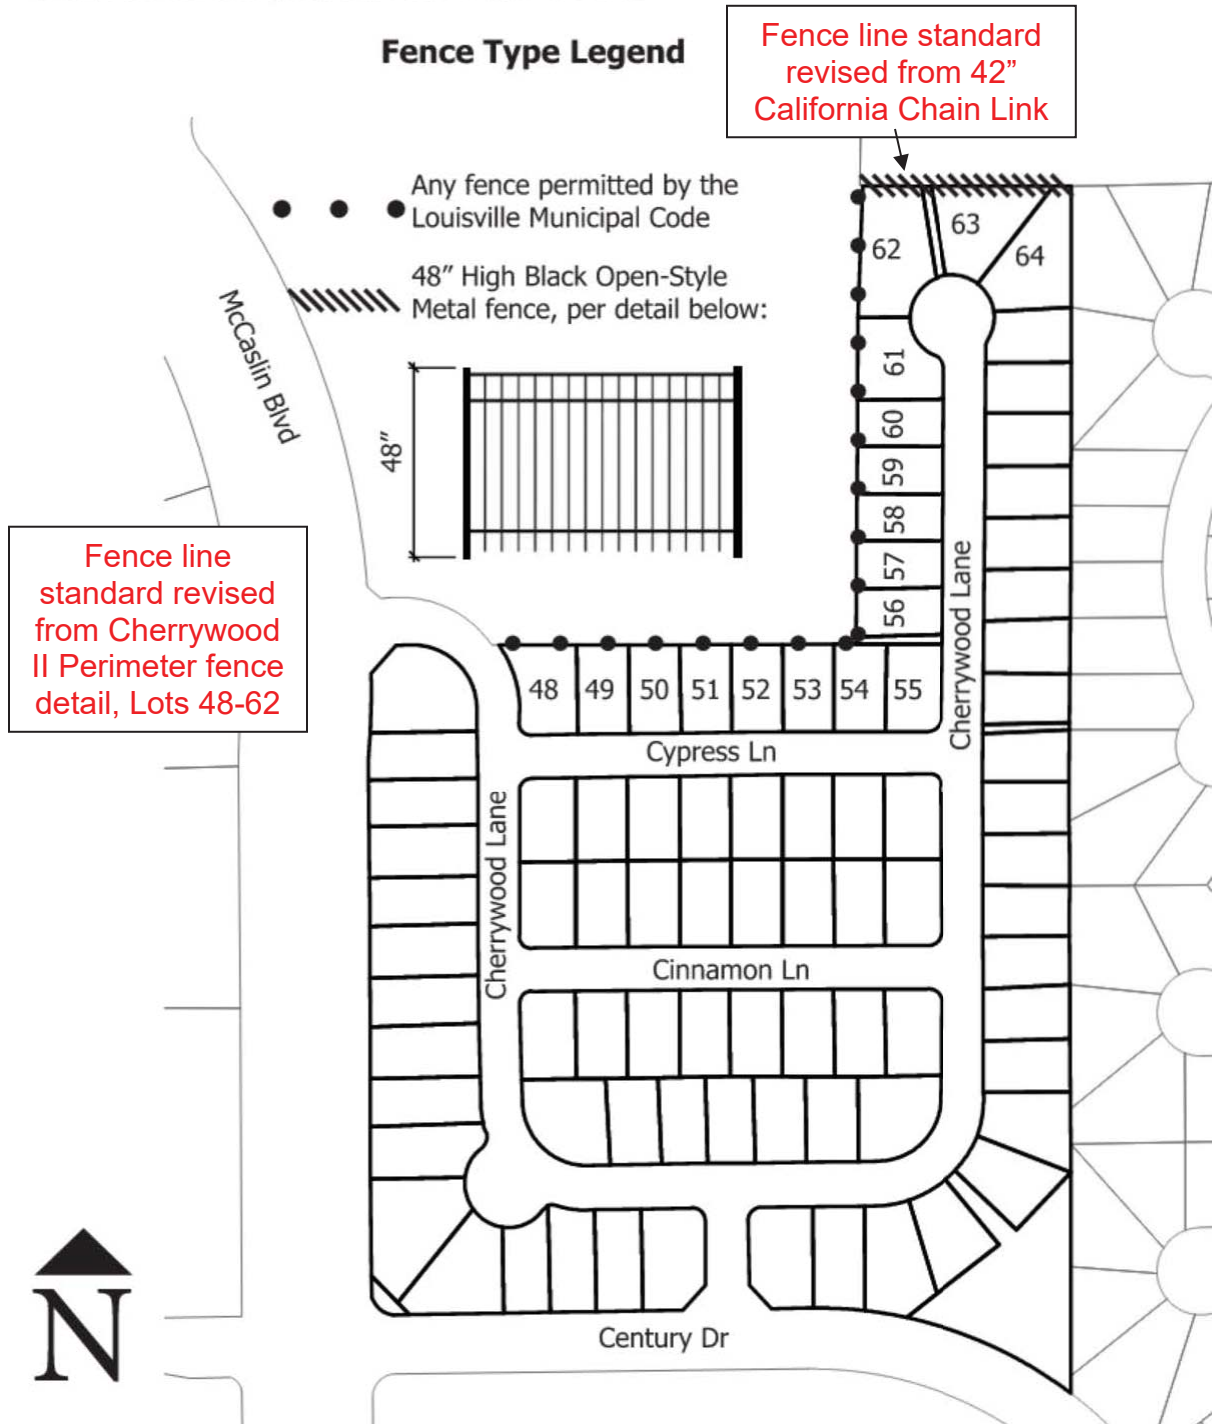 Fence Type Legend
Fence line standard
revised from 42”
California Chain Link
Any fence permitted by the
Louisville Municipal Code
48” High Black Open-Style
Metal fence, per detail below:
48”
McCaslin Blvd
Fence line
standard revised
from Cherrywood
II Perimeter fence
detail, Lots 48-62
62
63
64
61
60
59
58
57
56
Cherrywood Lane
48
49
50
51
52
53
54
55
Cypress Ln
Cherrywood Lane
Cinnamon Ln
Century Dr
N